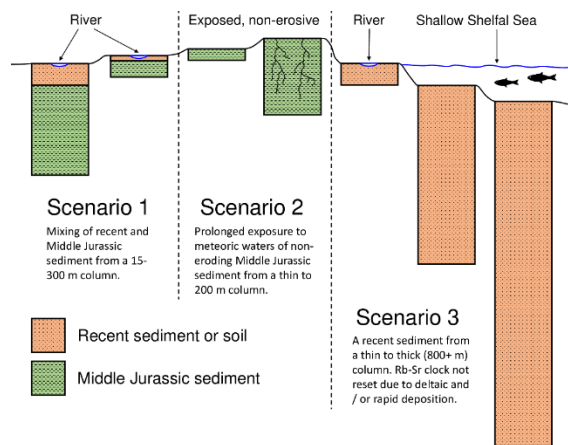 River
Exposed, non-erosive
River
Shallow Shelfal Sea
Scenario 1
Mixing of recent and
Middle Jurassic
sediment from a 15-
300 m column.
Scenario 2
Prolonged exposure to
meteoric waters of non-
eroding Middle Jurassic
sediment from a thin to
200 m column.
Scenario 3
A recent sediment from
a thin to thick (800+ m)
column. Rb-Sr clock not
reset due to deltaic and
/ or rapid deposition.
Recent sediment or soil
Middle Jurassic sediment